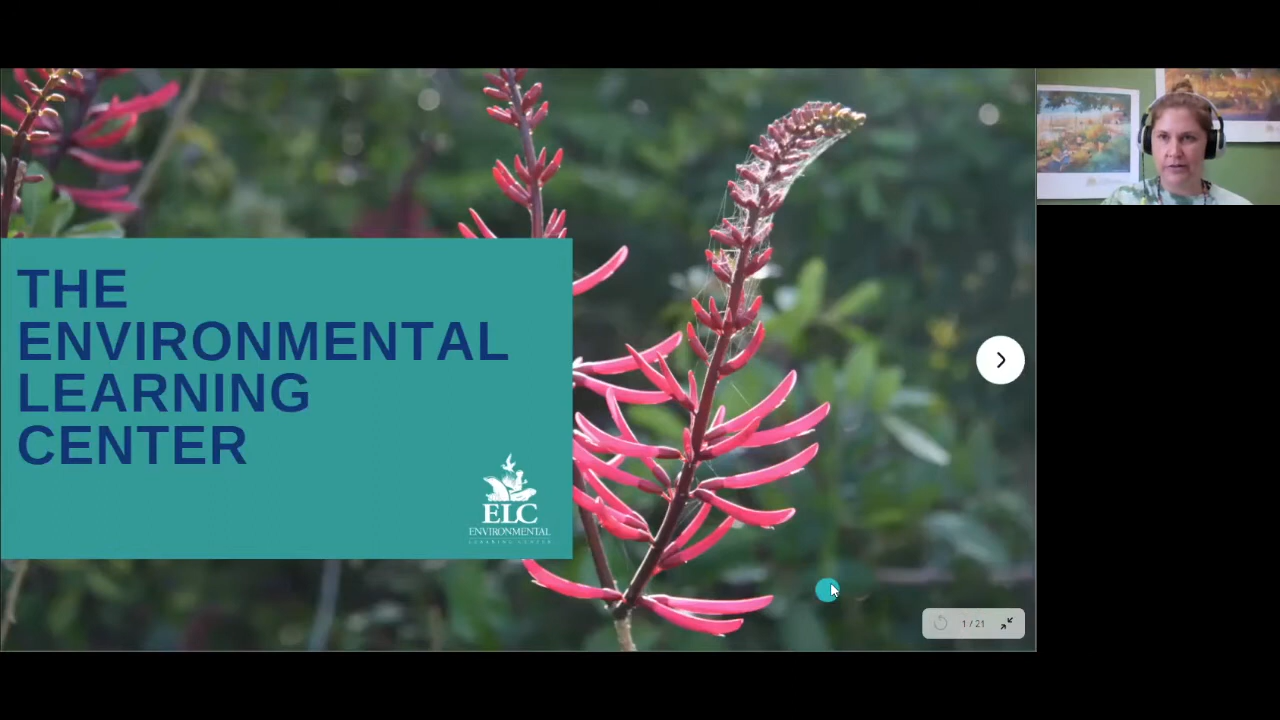 THE
ENVIRONMENTAL
LEARNING
CENTER
ELC
ENVIRONMENTAL
LEARNING CENTER
1 / 21